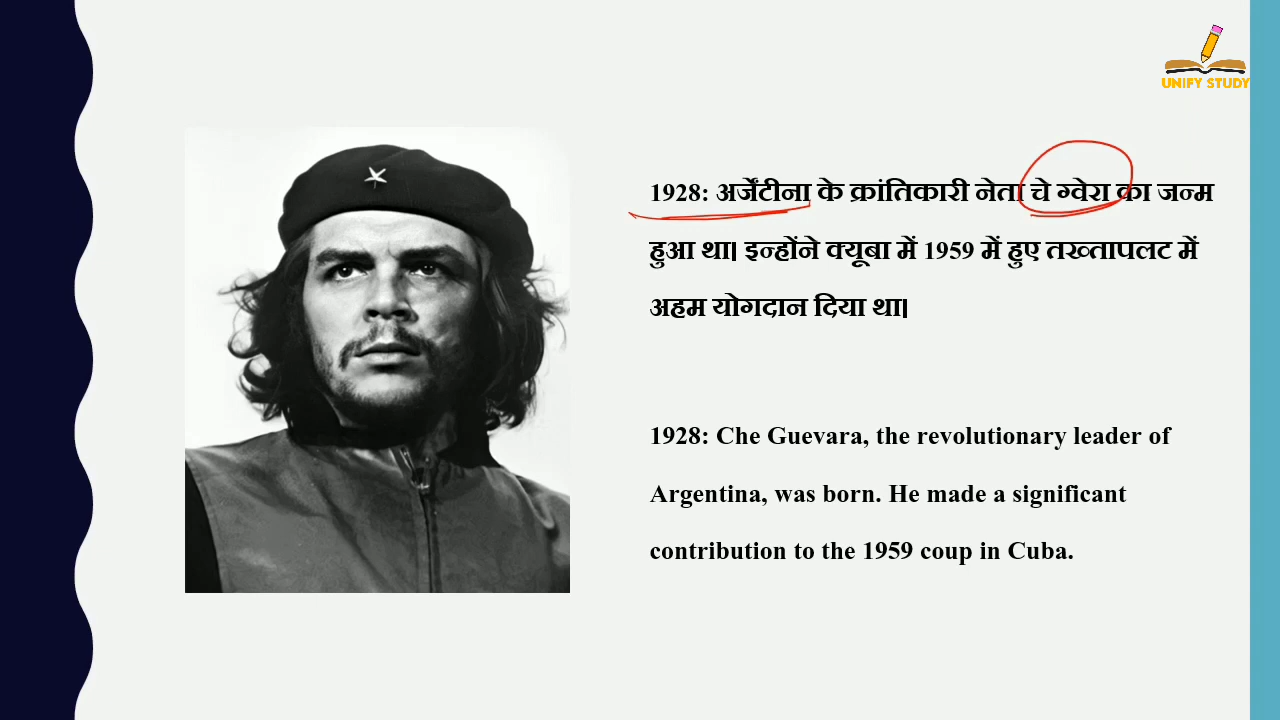 UNIFY STUDY
1928: अर्जेंटीना के क्रांतिकारी नेता चे ग्वेरा का जन्म
हुआ था। इन्होंने क्यूबा में 1959 में हुए तख्तापलट में
अहम योगदान दिया था।
1928: Che Guevara, the revolutionary leader of
Argentina, was born. He made a significant
contribution to the 1959 coup in Cuba.